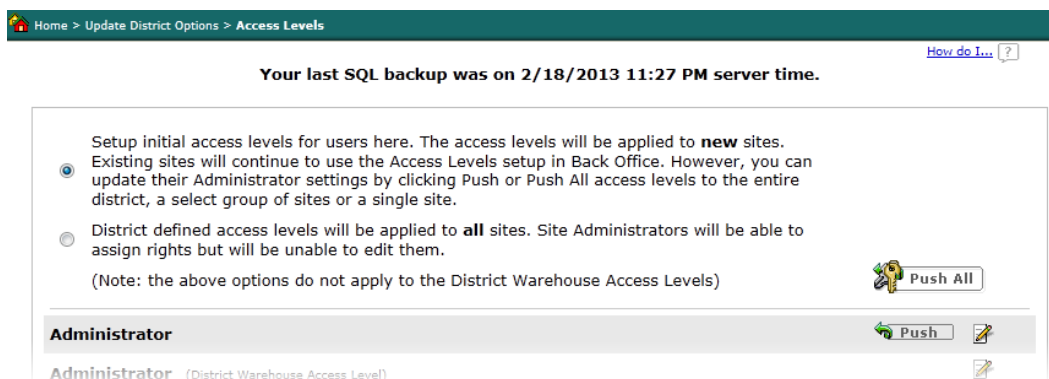 Home > Update District Options > Access Levels
How do I... ?
Your last SQL backup was on 2/18/2013 11:27 PM server time.
Setup initial access levels for users here. The access levels will be applied to new sites.
Existing sites will continue to use the Access Levels setup in Back Office. However, you can
update their Administrator settings by clicking Push or Push All access levels to the entire
district, a select group of sites or a single site.
District defined access levels will be applied to all sites. Site Administrators will be able to
assign rights but will be unable to edit them.
(Note: the above options do not apply to the District Warehouse Access Levels)
Push All
Administrator
Push
Administrator (District Warehouse Access Level)